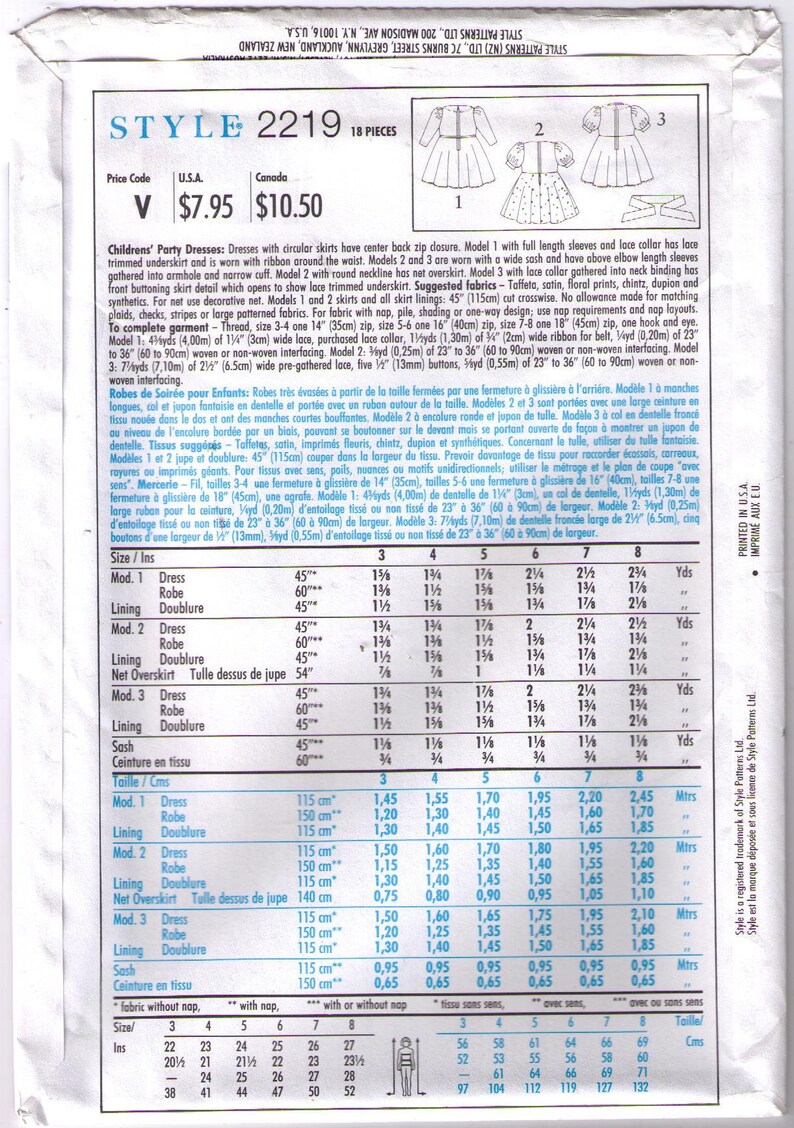 STYLE PATTERNS LTD., 200 MADISON AVE., N.Y. 10016, U.S.A.
STYLE PATTERNS (NZ) LTD., 7C BURNS STREET, GREYLYNN, AUCKLAND, NEW ZEALAND
STYLE® 2219 18 PIECES
Price Code U.S.A. Canada
V $7.95 $10.50
1
2
3
Childrens' Party Dresses: Dresses with circular skirts have center back zip closure. Model 1 with full length sleeves and lace collar has lace
trimmed underskirt and is worn with ribbon around the waist. Models 2 and 3 are worn with a wide sash and have above elbow length sleeves
gathered into armhole and narrow cuff. Model 2 with round neckline has net overskirt. Model 3 with lace collar gathered into neck binding has
front buttoning skirt detail which opens to show lace trimmed underskirt. Suggested fabrics – Taffeta, satin, floral prints, chintz, dupion and
synthetics. For net use decorative net. Models 1 and 2 skirts and all skirt linings: 45" (115cm) cut crosswise. No allowance made for matching
plaids, checks, stripes or large patterned fabrics. For fabric with nap, pile, shading or one-way design; use nap requirements and nap layouts.
To complete garment – Thread, size 3-4 one 14" (35cm) zip, size 5-6 one 16" (40cm) zip, size 7-8 one 18" (45cm) zip, one hook and eye.
Model 1: 4⅜yds (4,00m) of 1¼" (3cm) wide lace, purchased lace collar, 1½yds (1,30m) of ¾" (2cm) wide ribbon for belt, ¼yd (0,20m) of 23"
to 36" (60 to 90cm) woven or non-woven interfacing. Model 2: ⅜yd (0,25m) of 23" to 36" (60 to 90cm) woven or non-woven interfacing. Model
3: 7⅞yds (7,10m) of 2½" (6.5cm) wide pre-gathered lace, five ½" (13mm) buttons, ⅝yd (0,55m) of 23" to 36" (60 to 90cm) woven or non-
woven interfacing.
Robes de Soirée pour Enfants: Robes très évasées à partir de la taille fermées par une fermeture à glissière à l'arrière. Modèle 1 à manches
longues, col et jupon fantaisie en dentelle et portée avec un ruban autour de la taille. Modèles 2 et 3 sont portées avec une large ceinture en
tissu nouée dans le dos et ont des manches courtes bouffantes. Modèle 2 à encolure ronde et jupon de tulle. Modèle 3 à col en dentelle froncé
au niveau de l'encolure bordée par un biais, pouvant se boutonner sur le devant mais se portant ouverte de façon à montrer un jupon de
dentelle. Tissus suggérés – Taffetas, satin, imprimés fleuris, chintz, dupion et synthétiques. Concernant le tulle, utiliser du tulle fantaisie.
Modèles 1 et 2 jupe et doublure: 45" (115cm) couper dans la largeur du tissu. Prevoir davantage de tissu pour raccorder écossais, carreaux,
rayures ou imprimés géants. Pour tissus avec sens, poils, nuances ou motifs unidirectionnels; utiliser le métrage et le plan de coupe "avec
sens". Mercerie – Fil, tailles 3-4 une fermeture à glissière de 14" (35cm), tailles 5-6 une fermeture à glissière de 16" (40cm), tailles 7-8 une
fermeture à glissière de 18" (45cm), une agrafe. Modèle 1: 4⅜yds (4,00m) de dentelle de 1¼" (3cm), un col de dentelle, 1½yds (1,30m) de
large ruban pour la ceinture, ¼yd (0,20m) d'entoilage tissé ou non tissé de 23" à 36" (60 à 90cm) de largeur. Modèle 2: ⅜yd (0,25m)
d'entoilage tissé ou non tissé de 23" à 36" (60 à 90cm) de largeur. Modèle 3: 7⅞yds (7,10m) de dentelle froncée large de 2½" (6.5cm), cinq
boutons d'une largeur de ½" (13mm), ⅝yd (0,55m) d'entoilage tissé ou non tissé de 23" à 36" (60 à 90cm) de largeur.
Size / Ins 3 4 5 6 7 8
Mod. 1 Dress 45"* 1⅝ 1¾ 1⅞ 2¼ 2½ 2¾ Yds
Robe 60"** 1⅜ 1½ 1⅝ 1⅝ 1¾ 1⅞ ,,
Lining Doublure 45"* 1½ 1⅝ 1⅝ 1¾ 1⅞ 2⅛ ,,
Mod. 2 Dress 45"* 1¾ 1¾ 1⅞ 2 2¼ 2½ Yds
Robe 60"** 1⅜ 1⅜ 1½ 1⅝ 1¾ 1¾ ,,
Lining Doublure 45"* 1½ 1⅝ 1⅝ 1¾ 1⅞ 2⅛ ,,
Net Overskirt Tulle dessus de jupe 54" ⅞ ⅞ 1 1⅛ 1¼ 1¼ ,,
Mod. 3 Dress 45"* 1¾ 1¾ 1⅞ 2 2¼ 2⅜ Yds
Robe 60"** 1⅜ 1⅜ 1½ 1⅝ 1¾ 1¾ ,,
Lining Doublure 45"* 1½ 1⅝ 1⅝ 1¾ 1⅞ 2⅛ ,,
Sash 45"** 1⅛ 1⅛ 1⅛ 1⅛ 1⅛ 1⅛ Yds
Ceinture en tissu 60"** ¾ ¾ ¾ ¾ ¾ ¾ ,,
Taille / Cms 3 4 5 6 7 8
Mod. 1 Dress 115 cm* 1,45 1,55 1,70 1,95 2,20 2,45 Mtrs
Robe 150 cm** 1,20 1,30 1,40 1,45 1,60 1,70 ,,
Lining Doublure 115 cm* 1,30 1,40 1,45 1,50 1,65 1,85 ,,
Mod. 2 Dress 115 cm* 1,50 1,60 1,70 1,80 1,95 2,20 Mtrs
Robe 150 cm** 1,15 1,25 1,35 1,40 1,55 1,60 ,,
Lining Doublure 115 cm* 1,30 1,40 1,45 1,50 1,65 1,85 ,,
Net Overskirt Tulle dessus de jupe 140 cm 0,75 0,80 0,90 0,95 1,05 1,10 ,,
Mod. 3 Dress 115 cm* 1,50 1,60 1,65 1,75 1,95 2,10 Mtrs
Robe 150 cm** 1,20 1,25 1,35 1,45 1,55 1,60 ,,
Lining Doublure 115 cm* 1,30 1,40 1,45 1,50 1,65 1,85 ,,
Sash 115 cm** 0,95 0,95 0,95 0,95 0,95 0,95 Mtrs
Ceinture en tissu 150 cm** 0,65 0,65 0,65 0,65 0,65 0,65 ,,
* fabric without nap, ** with nap, *** with or without nap * tissu sans sens, ** avec sens, *** avec ou sans sens
Size/ 3 4 5 6 7 8 3 4 5 6 7 8 Taille/
Ins 22 23 24 25 26 27 56 58 61 64 66 69 Cms
20½ 21 21½ 22 23 23½ 52 53 55 56 58 60
— 24 25 26 27 28 — 61 64 66 69 71
38 41 44 47 50 52 97 104 112 119 127 132
PRINTED IN U.S.A.
• IMPRIMÉ AUX E.U.
Style is a registered trademark of Style Patterns Ltd.
Style est la marque déposée et sous licence de Style Patterns Ltd.